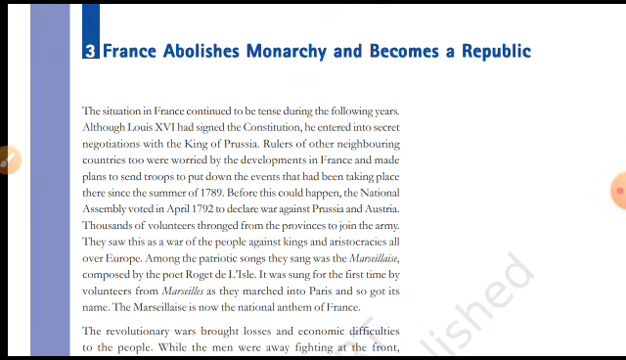 3 France Abolishes Monarchy and Becomes a Republic
The situation in France continued to be tense during the following years.
Although Louis XVI had signed the Constitution, he entered into secret
negotiations with the King of Prussia. Rulers of other neighbouring
countries too were worried by the developments in France and made
plans to send troops to put down the events that had been taking place
there since the summer of 1789. Before this could happen, the National
Assembly voted in April 1792 to declare war against Prussia and Austria.
Thousands of volunteers thronged from the provinces to join the army.
They saw this as a war of the people against kings and aristocracies all
over Europe. Among the patriotic songs they sang was the Marseillaise,
composed by the poet Roget de L'Isle. It was sung for the first time by
volunteers from Marseilles as they marched into Paris and so got its
name. The Marseillaise is now the national anthem of France.
The revolutionary wars brought losses and economic difficulties
to the people. While the men were away fighting at the front,